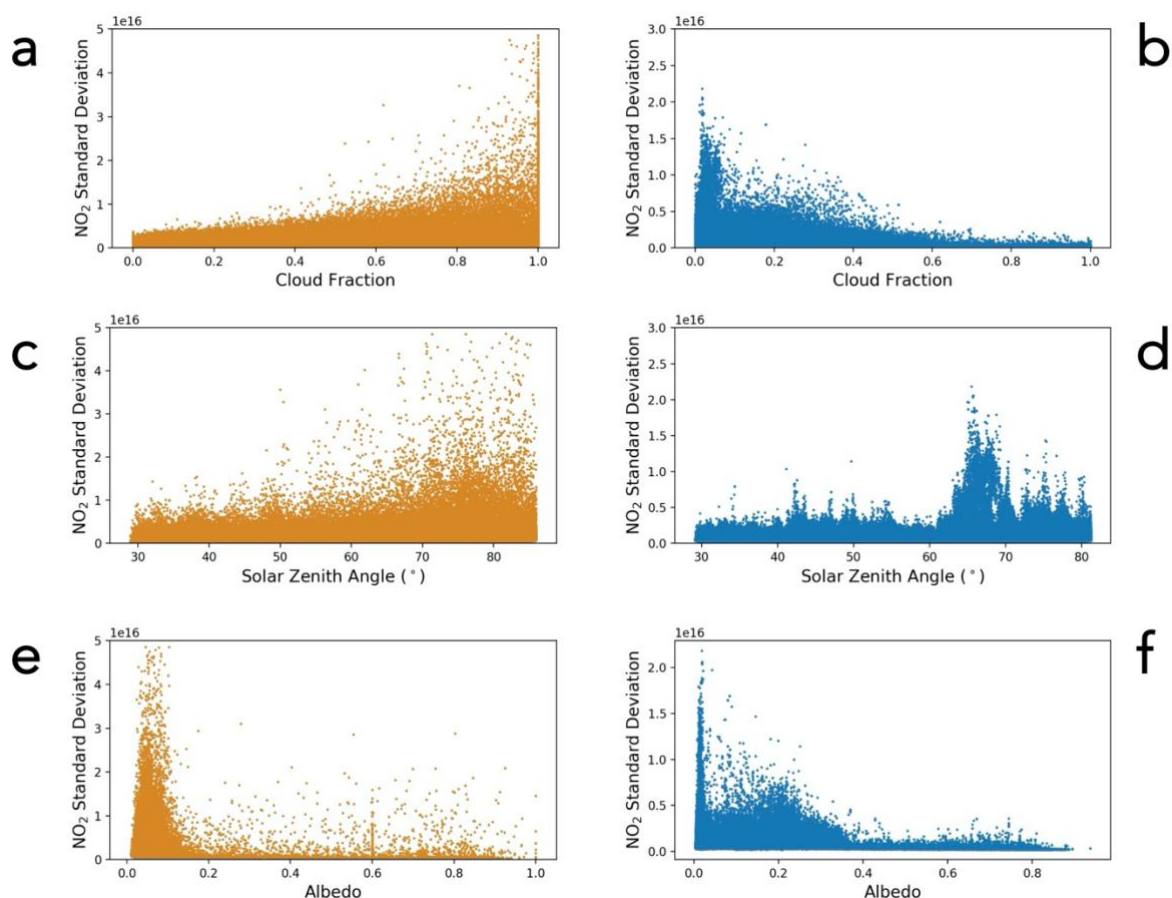 a
1e16
NO₂ Standard Deviation
5
4
3
2
1
0
0.0 0.2 0.4 0.6 0.8 1.0
Cloud Fraction
b
1e16
NO₂ Standard Deviation
3.0
2.5
2.0
1.5
1.0
0.5
0.0
0.0 0.2 0.4 0.6 0.8 1.0
Cloud Fraction
c
1e16
NO₂ Standard Deviation
5
4
3
2
1
0
30 40 50 60 70 80
Solar Zenith Angle (°)
d
1e16
NO₂ Standard Deviation
3.0
2.5
2.0
1.5
1.0
0.5
0.0
30 40 50 60 70 80
Solar Zenith Angle (°)
e
1e16
NO₂ Standard Deviation
5
4
3
2
1
0
0.0 0.2 0.4 0.6 0.8 1.0
Albedo
f
1e16
NO₂ Standard Deviation
2.0
1.5
1.0
0.5
0.0
0.0 0.2 0.4 0.6 0.8
Albedo